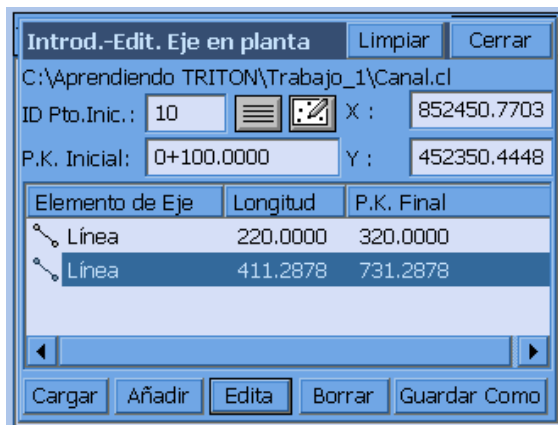 Introd.-Edit. Eje en planta Limpiar Cerrar
C:\Aprendiendo TRITON\Trabajo_1\Canal.cl
ID Pto.Inic.: 10 X : 852450.7703
P.K. Inicial: 0+100.0000 Y : 452350.4448
Elemento de Eje Longitud P.K. Final
Línea 220.0000 320.0000
Línea 411.2878 731.2878
Cargar Añadir Edita Borrar Guardar Como